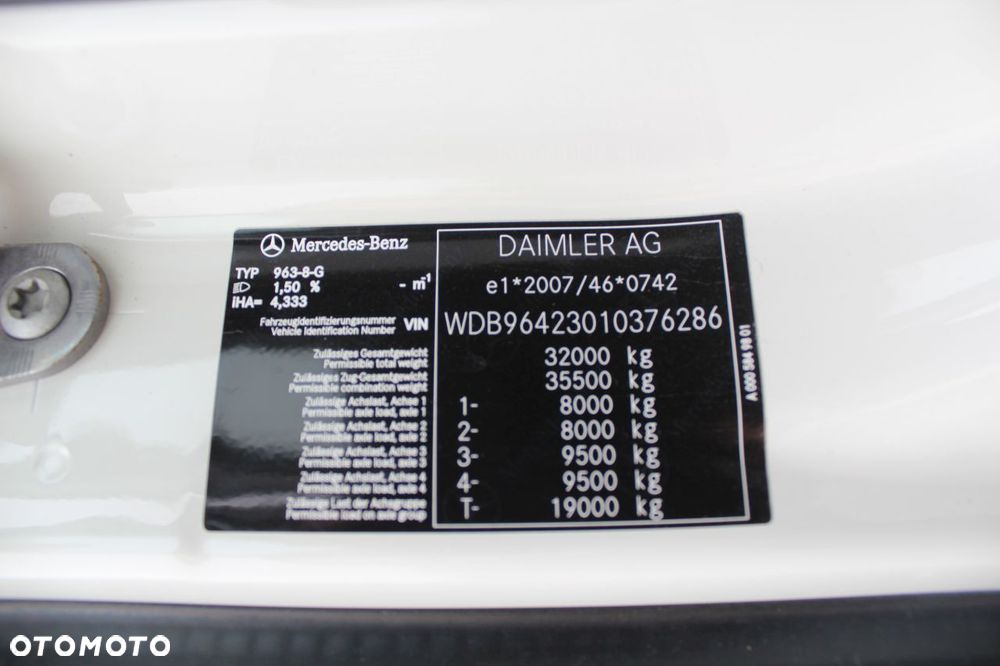 Mercedes-Benz
TYP 963-8-G
1,50 % - m⁻¹
iHA= 4,333
Fahrzeugidentifizierungsnummer
Vehicle Identification Number VIN
Zulässiges Gesamtgewicht
Permissible total weight
Zulässiges Zug-Gesamtgewicht
Permissible combination weight
Zulässige Achslast, Achse 1
Permissible axle load, axle 1
Zulässige Achslast, Achse 2
Permissible axle load, axle 2
Zulässige Achslast, Achse 3
Permissible axle load, axle 3
Zulässige Achslast, Achse 4
Permissible axle load, axle 4
Zulässige Last der Achsgruppe
Permissible load on axle group
DAIMLER AG
e1*2007/46*0742
WDB96423010376286
32000 kg
35500 kg
1- 8000 kg
2- 8000 kg
3- 9500 kg
4- 9500 kg
T- 19000 kg
A 000 584 98 01
OTOMOTO